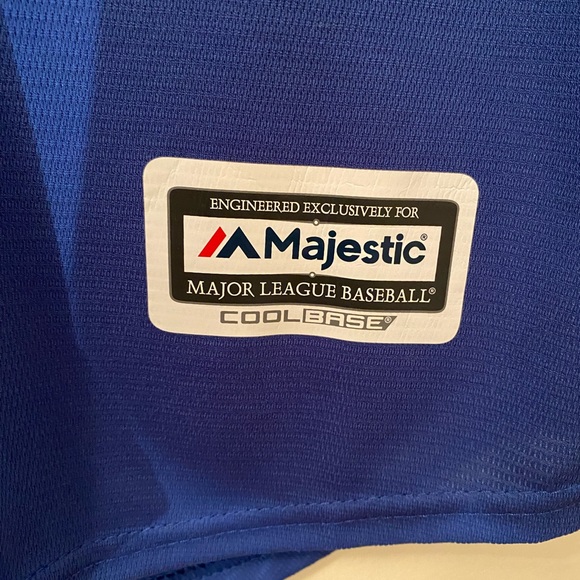 ENGINEERED EXCLUSIVELY FOR
Majestic®
MAJOR LEAGUE BASEBALL®
COOLBASE®